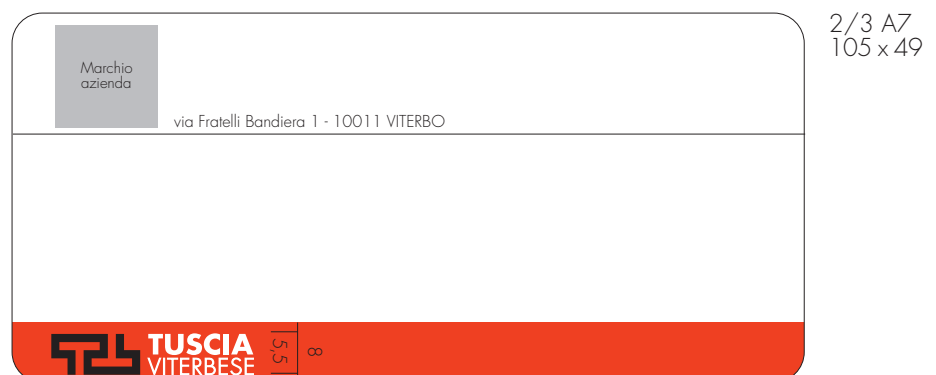 2/3 A7
105 x 49
Marchio
azienda
via Fratelli Bandiera 1 - 10011 VITERBO
TUSCIA
VITERBESE
5,5
8